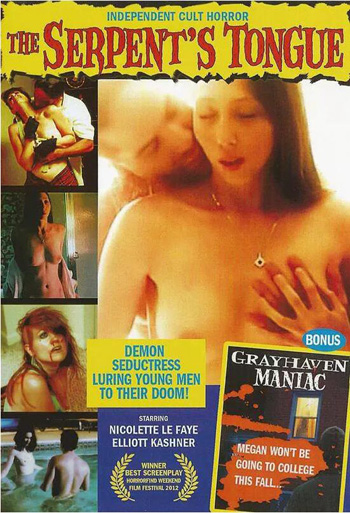 INDEPENDENT CULT HORROR
THE SERPENT'S TONGUE
DEMON
SEDUCTRESS
LURING YOUNG MEN
TO THEIR DOOM!
STARRING
NICOLETTE LE FAYE
ELLIOTT KASHNER
WINNER
BEST SCREENPLAY
HORRORFIND WEEKEND
FILM FESTIVAL 2012
BONUS
GRAYHAVEN
MANIAC
MEGAN WON'T BE
GOING TO COLLEGE
THIS FALL...